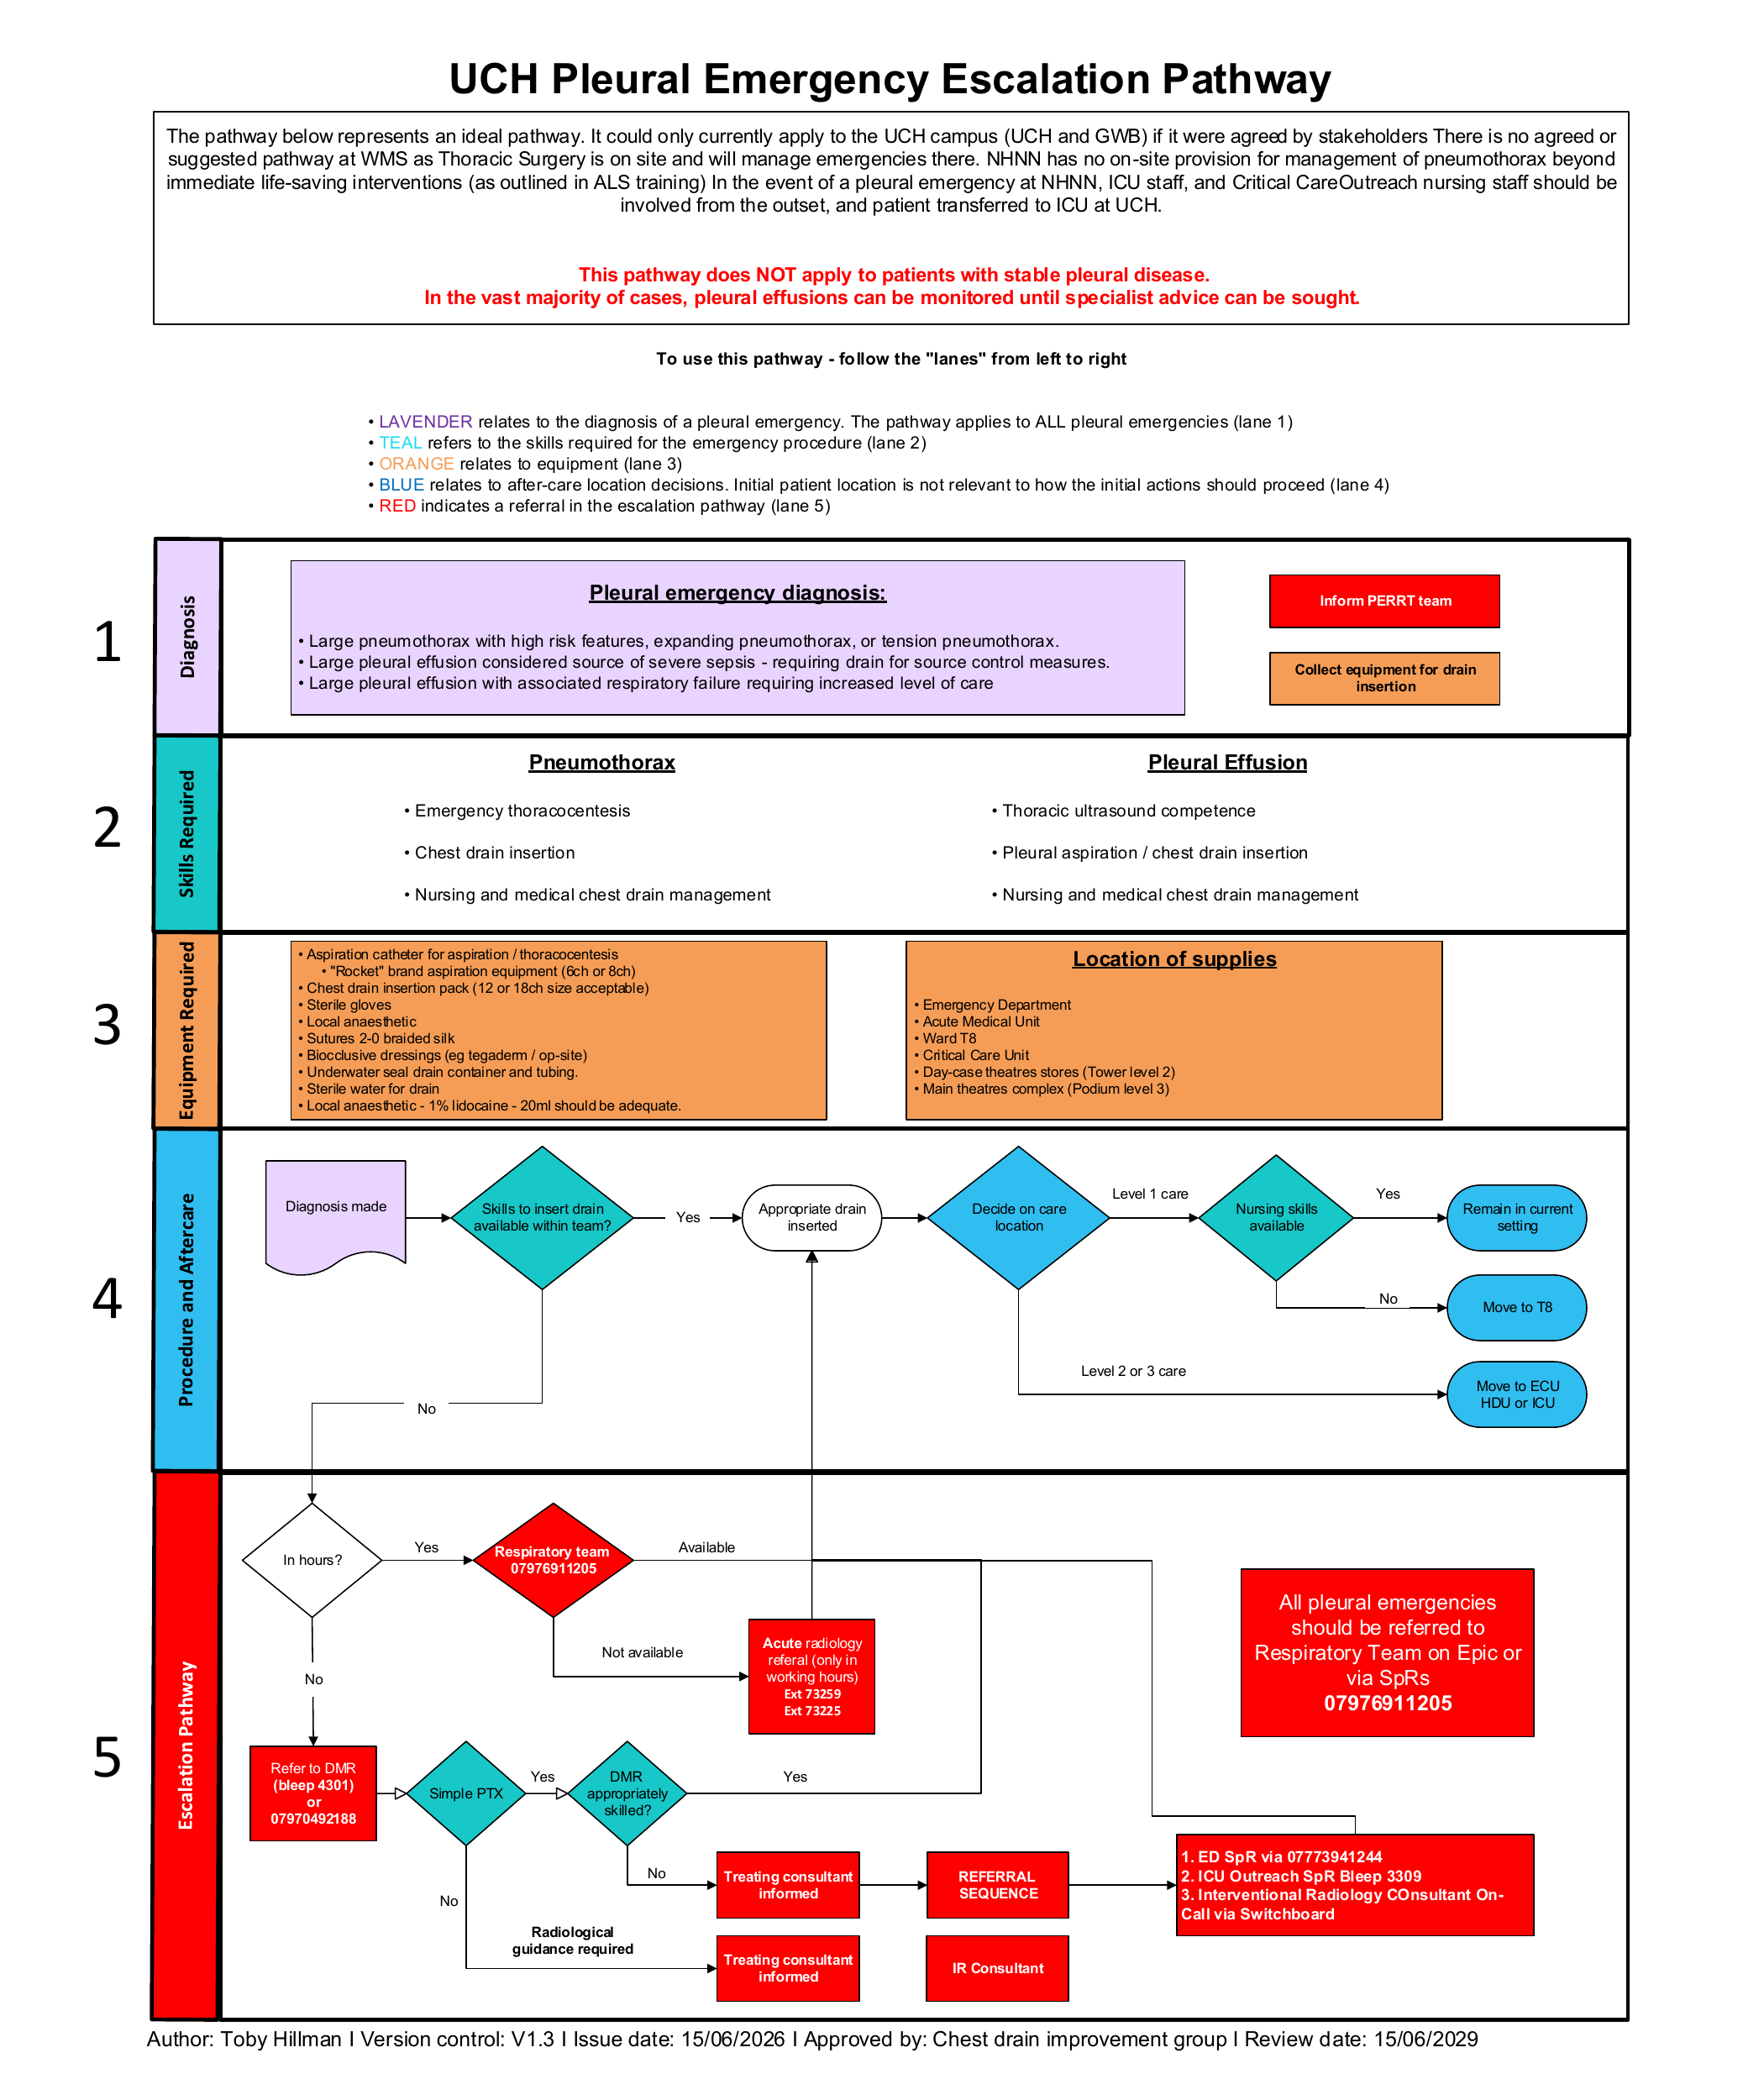 UCH Pleural Emergency Escalation Pathway
The pathway below represents an ideal pathway. It could only currently apply to the UCH campus (UCH and GWB) if it were agreed by stakeholders There is no agreed or
suggested pathway at WMS as Thoracic Surgery is on site and will manage emergencies there. NHNN has no on-site provision for management of pneumothorax beyond
immediate life-saving interventions (as outlined in ALS training) In the event of a pleural emergency at NHNN, ICU staff, and Critical CareOutreach nursing staff should be
involved from the outset, and patient transferred to ICU at UCH.
This pathway does NOT apply to patients with stable pleural disease.
In the vast majority of cases, pleural effusions can be monitored until specialist advice can be sought.
To use this pathway - follow the "lanes" from left to right
• LAVENDER relates to the diagnosis of a pleural emergency. The pathway applies to ALL pleural emergencies (lane 1)
• TEAL refers to the skills required for the emergency procedure (lane 2)
• ORANGE relates to equipment (lane 3)
• BLUE relates to after-care location decisions. Initial patient location is not relevant to how the initial actions should proceed (lane 4)
• RED indicates a referral in the escalation pathway (lane 5)
1
Diagnosis
Pleural emergency diagnosis:
• Large pneumothorax with high risk features, expanding pneumothorax, or tension pneumothorax.
• Large pleural effusion considered source of severe sepsis - requiring drain for source control measures.
• Large pleural effusion with associated respiratory failure requiring increased level of care
Inform PERRT team
Collect equipment for drain
insertion
2
Skills Required
Pneumothorax
• Emergency thoracocentesis
• Chest drain insertion
• Nursing and medical chest drain management
Pleural Effusion
• Thoracic ultrasound competence
• Pleural aspiration / chest drain insertion
• Nursing and medical chest drain management
3
Equipment Required
• Aspiration catheter for aspiration / thoracocentesis
• "Rocket" brand aspiration equipment (6ch or 8ch)
• Chest drain insertion pack (12 or 18ch size acceptable)
• Sterile gloves
• Local anaesthetic
• Sutures 2-0 braided silk
• Biocclusive dressings (eg tegaderm / op-site)
• Underwater seal drain container and tubing.
• Sterile water for drain
• Local anaesthetic - 1% lidocaine - 20ml should be adequate.
Location of supplies
• Emergency Department
• Acute Medical Unit
• Ward T8
• Critical Care Unit
• Day-case theatres stores (Tower level 2)
• Main theatres complex (Podium level 3)
4
Procedure and Aftercare
Diagnosis made
Skills to insert drain
available within team?
Yes
Appropriate drain
inserted
Decide on care
location
Level 1 care
Nursing skills
available
Yes
Remain in current
setting
No
Move to T8
Level 2 or 3 care
Move to ECU
HDU or ICU
No
5
Escalation Pathway
In hours?
Yes
Respiratory team
07976911205
Available
Not available
Acute radiology
referal (only in
working hours)
Ext 73259
Ext 73225
All pleural emergencies
should be referred to
Respiratory Team on Epic or
via SpRs
07976911205
No
Refer to DMR
(bleep 4301)
or
07970492188
Simple PTX
Yes
DMR
appropriately
skilled?
Yes
No
Treating consultant
informed
REFERRAL
SEQUENCE
1. ED SpR via 07773941244
2. ICU Outreach SpR Bleep 3309
3. Interventional Radiology COnsultant On-
Call via Switchboard
No
Radiological
guidance required
Treating consultant
informed
IR Consultant
Author: Toby Hillman I Version control: V1.3 I Issue date: 15/06/2026 I Approved by: Chest drain improvement group I Review date: 15/06/2029